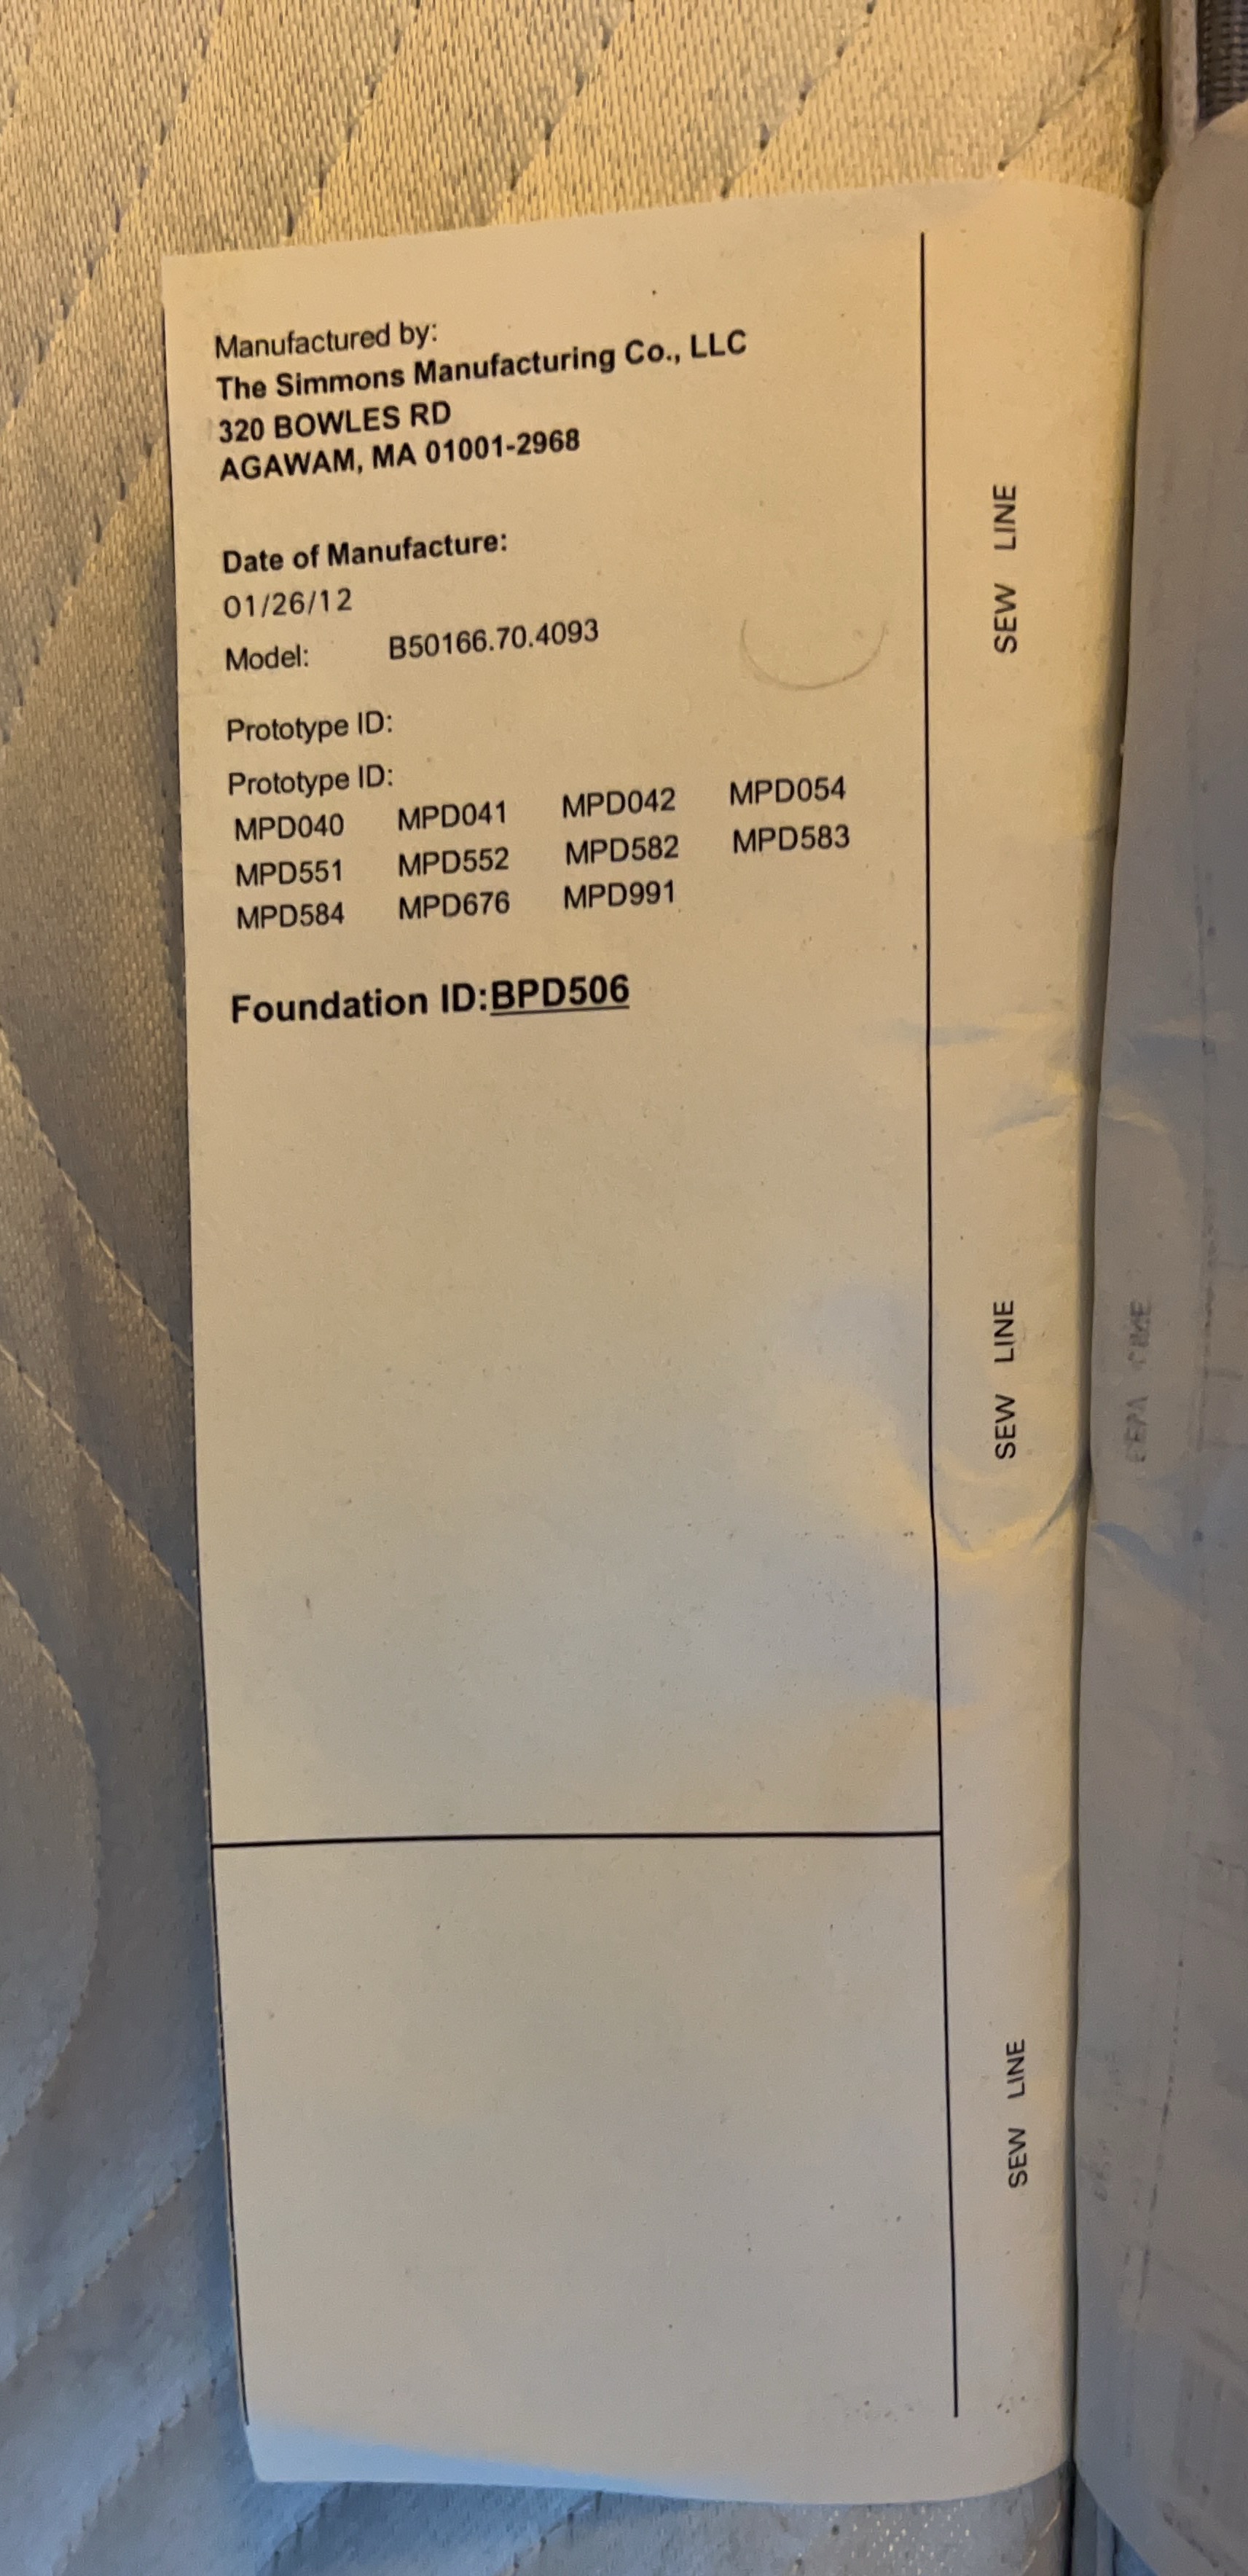 Manufactured by:
The Simmons Manufacturing Co., LLC
320 BOWLES RD
AGAWAM, MA 01001-2968
Date of Manufacture:
01/26/12
Model: B50166.70.4093
Prototype ID:
Prototype ID:
MPD040 MPD041 MPD042 MPD054
MPD551 MPD552 MPD582 MPD583
MPD584 MPD676 MPD991
Foundation ID:BPD506
SEW LINE
SEW LINE
SEW LINE